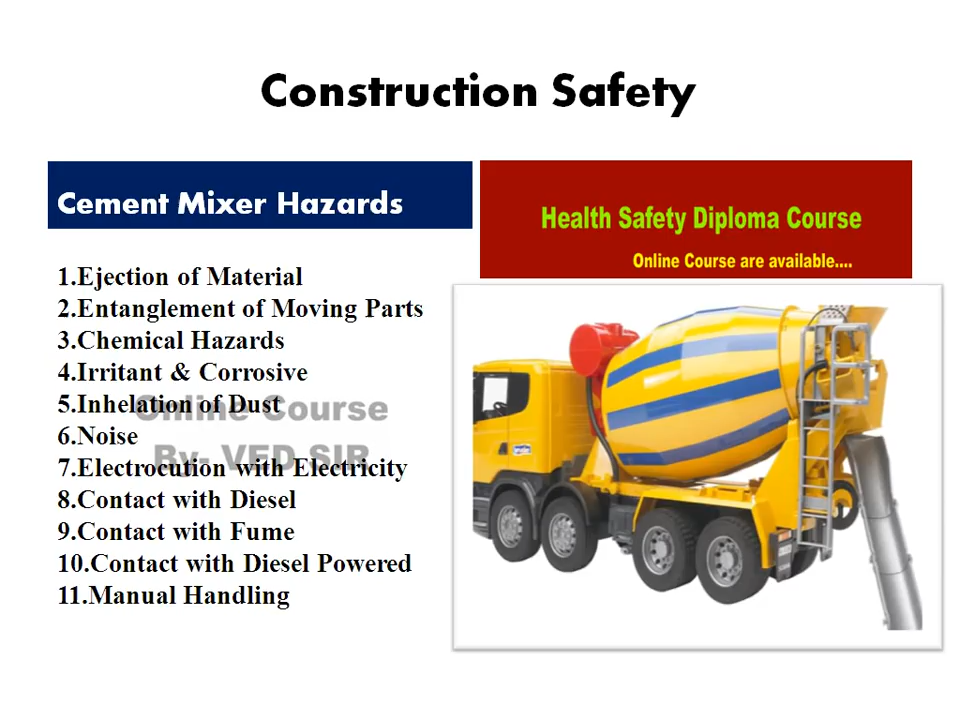 Construction Safety
Cement Mixer Hazards
Health Safety Diploma Course
Online Course are available....
1.Ejection of Material
2.Entanglement of Moving Parts
3.Chemical Hazards
4.Irritant & Corrosive
5.Inhelation of Dust
Online Course
6.Noise
By- VED SIR
7.Electrocution with Electricity
8.Contact with Diesel
9.Contact with Fume
10.Contact with Diesel Powered
11.Manual Handling